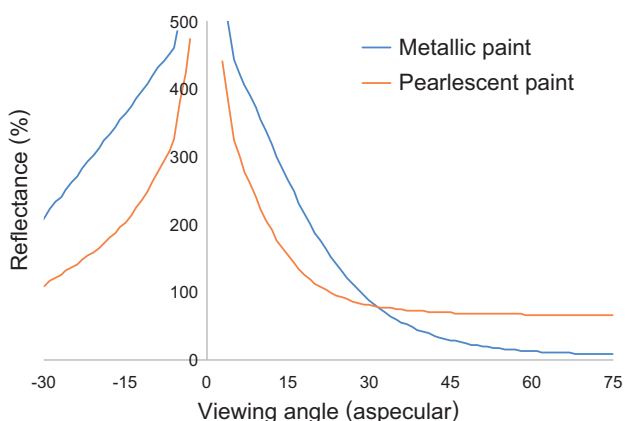 500
400
300
200
100
0
Reflectance (%)
Metallic paint
Pearlescent paint
-30 -15 0 15 30 45 60 75
Viewing angle (aspecular)